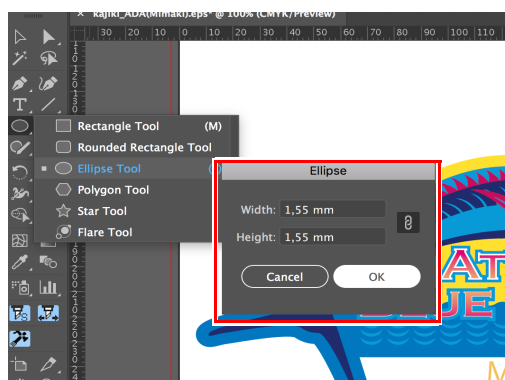 × kajiki_ADA(Mimaki).eps* @ 100% (CMYK/Preview)
30 20 10 0 10 20 30 40 50 60 70 80 90 100 110
T
Rectangle Tool (M)
Rounded Rectangle Tool
Ellipse Tool
Polygon Tool
Star Tool
Flare Tool
Ellipse
Width: 1,55 mm
Height: 1,55 mm
Cancel OK
AT
BLUE
M